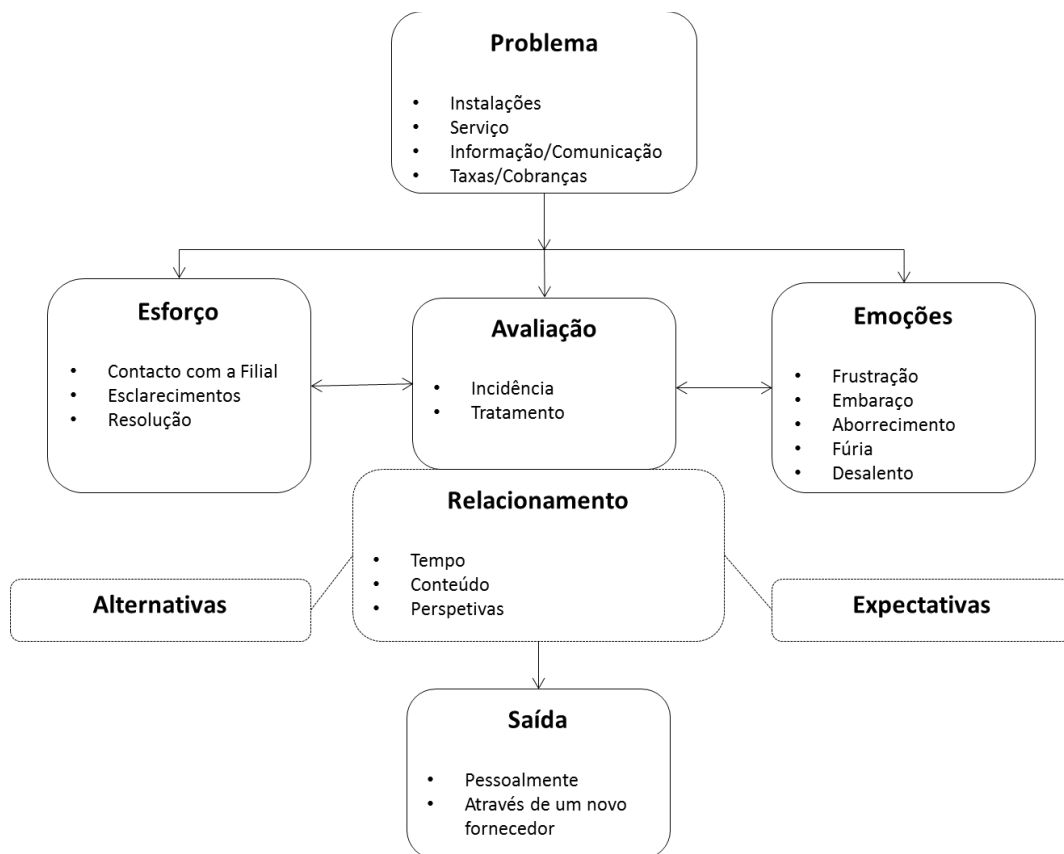 Problema
• Instalações
• Serviço
• Informação/Comunicação
• Taxas/Cobranças
Esforço
• Contacto com a Filial
• Esclarecimentos
• Resolução
Avaliação
• Incidência
• Tratamento
Emoções
• Frustração
• Embaraço
• Aborrecimento
• Fúria
• Desalento
Relacionamento
• Tempo
• Conteúdo
• Perspetivas
Alternativas
Expectativas
Saída
• Pessoalmente
• Através de um novo
fornecedor